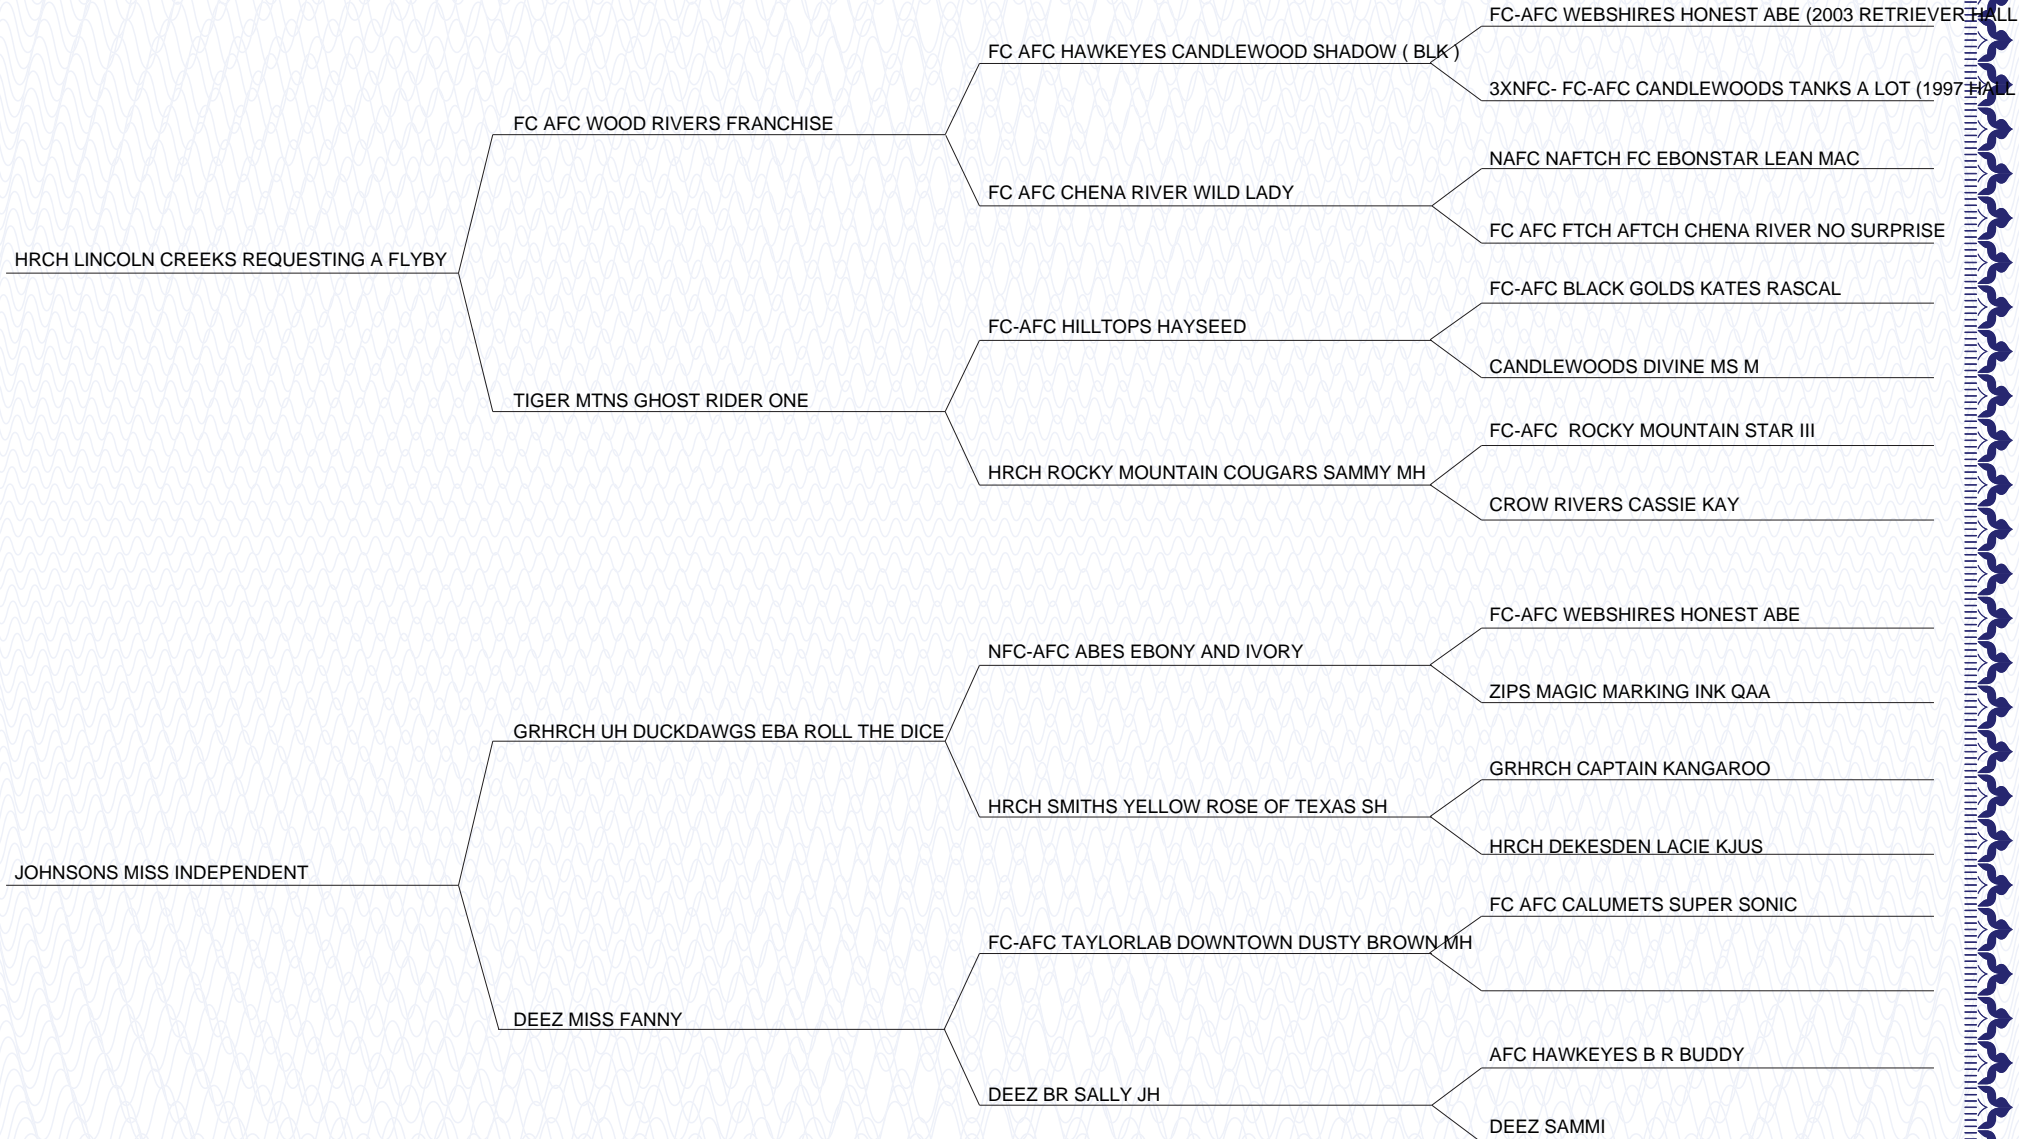 FC-AFC WEBSHIRES HONEST ABE (2003 RETRIEVER HALL
FC AFC HAWKEYES CANDLEWOOD SHADOW ( BLK )
3XNFC- FC-AFC CANDLEWOODS TANKS A LOT (1997 HALL
FC AFC WOOD RIVERS FRANCHISE
NAFC NAFTCH FC EBONSTAR LEAN MAC
FC AFC CHENA RIVER WILD LADY
FC AFC FTCH AFTCH CHENA RIVER NO SURPRISE
HRCH LINCOLN CREEKS REQUESTING A FLYBY
FC-AFC BLACK GOLDS KATES RASCAL
FC-AFC HILLTOPS HAYSEED
CANDLEWOODS DIVINE MS M
TIGER MTNS GHOST RIDER ONE
FC-AFC  ROCKY MOUNTAIN STAR III
HRCH ROCKY MOUNTAIN COUGARS SAMMY MH
CROW RIVERS CASSIE KAY
FC-AFC WEBSHIRES HONEST ABE
NFC-AFC ABES EBONY AND IVORY
ZIPS MAGIC MARKING INK QAA
GRHRCH UH DUCKDAWGS EBA ROLL THE DICE
GRHRCH CAPTAIN KANGAROO
HRCH SMITHS YELLOW ROSE OF TEXAS SH
HRCH DEKESDEN LACIE KJUS
JOHNSONS MISS INDEPENDENT
FC AFC CALUMETS SUPER SONIC
FC-AFC TAYLORLAB DOWNTOWN DUSTY BROWN MH
DEEZ MISS FANNY
AFC HAWKEYES B R BUDDY
DEEZ BR SALLY JH
DEEZ SAMMI